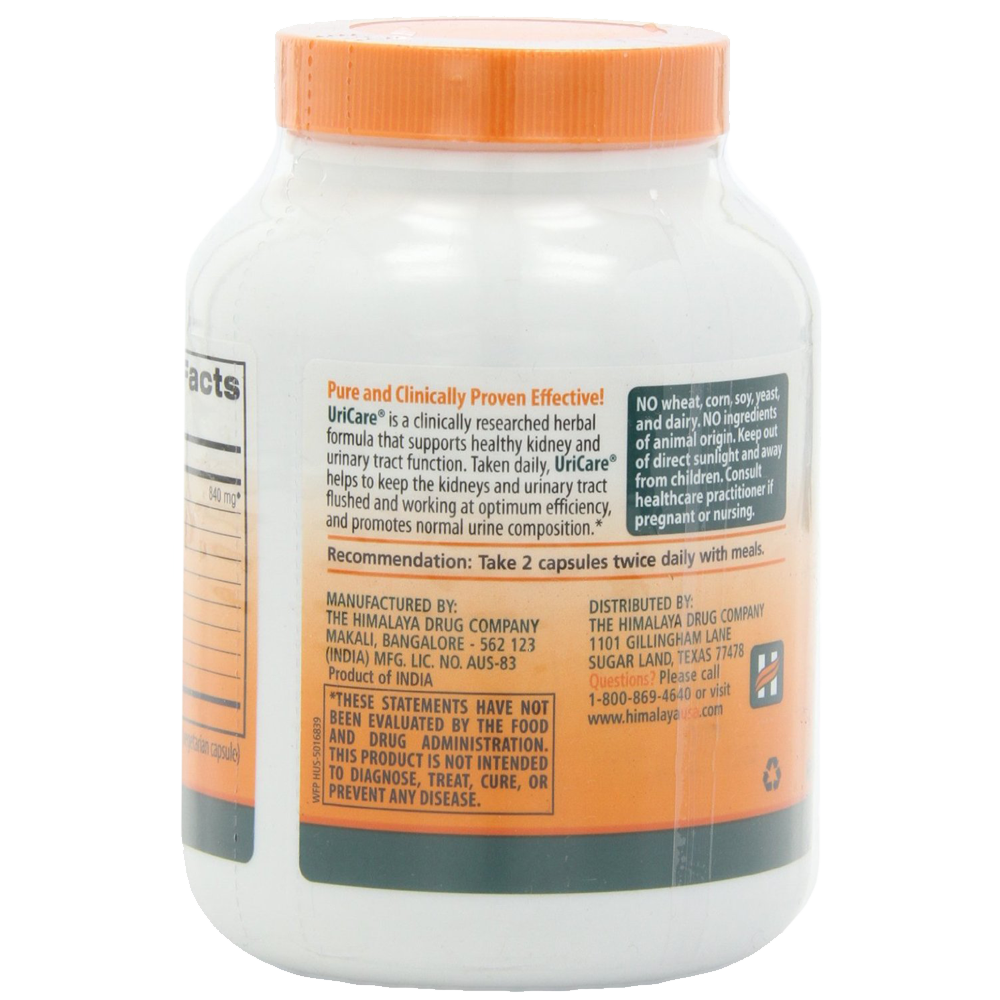 Facts
840 mg*
vegetarian capsule)
Pure and Clinically Proven Effective!
UriCare® is a clinically researched herbal
formula that supports healthy kidney and
urinary tract function. Taken daily, UriCare®
helps to keep the kidneys and urinary tract
flushed and working at optimum efficiency,
and promotes normal urine composition.*
NO wheat, corn, soy, yeast,
and dairy. NO ingredients
of animal origin. Keep out
of direct sunlight and away
from children. Consult
healthcare practitioner if
pregnant or nursing.
Recommendation: Take 2 capsules twice daily with meals.
MANUFACTURED BY:
THE HIMALAYA DRUG COMPANY
MAKALI, BANGALORE - 562 123
(INDIA) MFG. LIC. NO. AUS-83
Product of INDIA
*THESE STATEMENTS HAVE NOT
BEEN EVALUATED BY THE FOOD
AND DRUG ADMINISTRATION.
THIS PRODUCT IS NOT INTENDED
TO DIAGNOSE, TREAT, CURE, OR
PREVENT ANY DISEASE.
WFP HUS-5016839
DISTRIBUTED BY:
THE HIMALAYA DRUG COMPANY
1101 GILLINGHAM LANE
SUGAR LAND, TEXAS 77478
Questions? Please call
1-800-869-4640 or visit
www.himalayausa.com
H